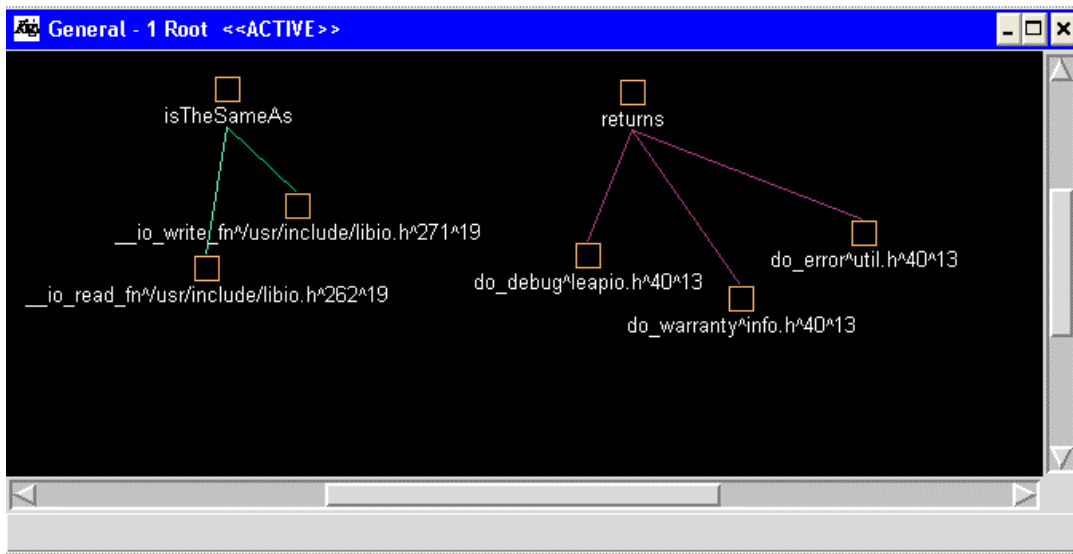 General - 1 Root <<ACTIVE>>
isTheSameAs
returns
__io_write_fn^/usr/include/libio.h^271^19
__io_read_fn^/usr/include/libio.h^262^19
do_debug^leapio.h^40^13
do_error^util.h^40^13
do_warranty^info.h^40^13